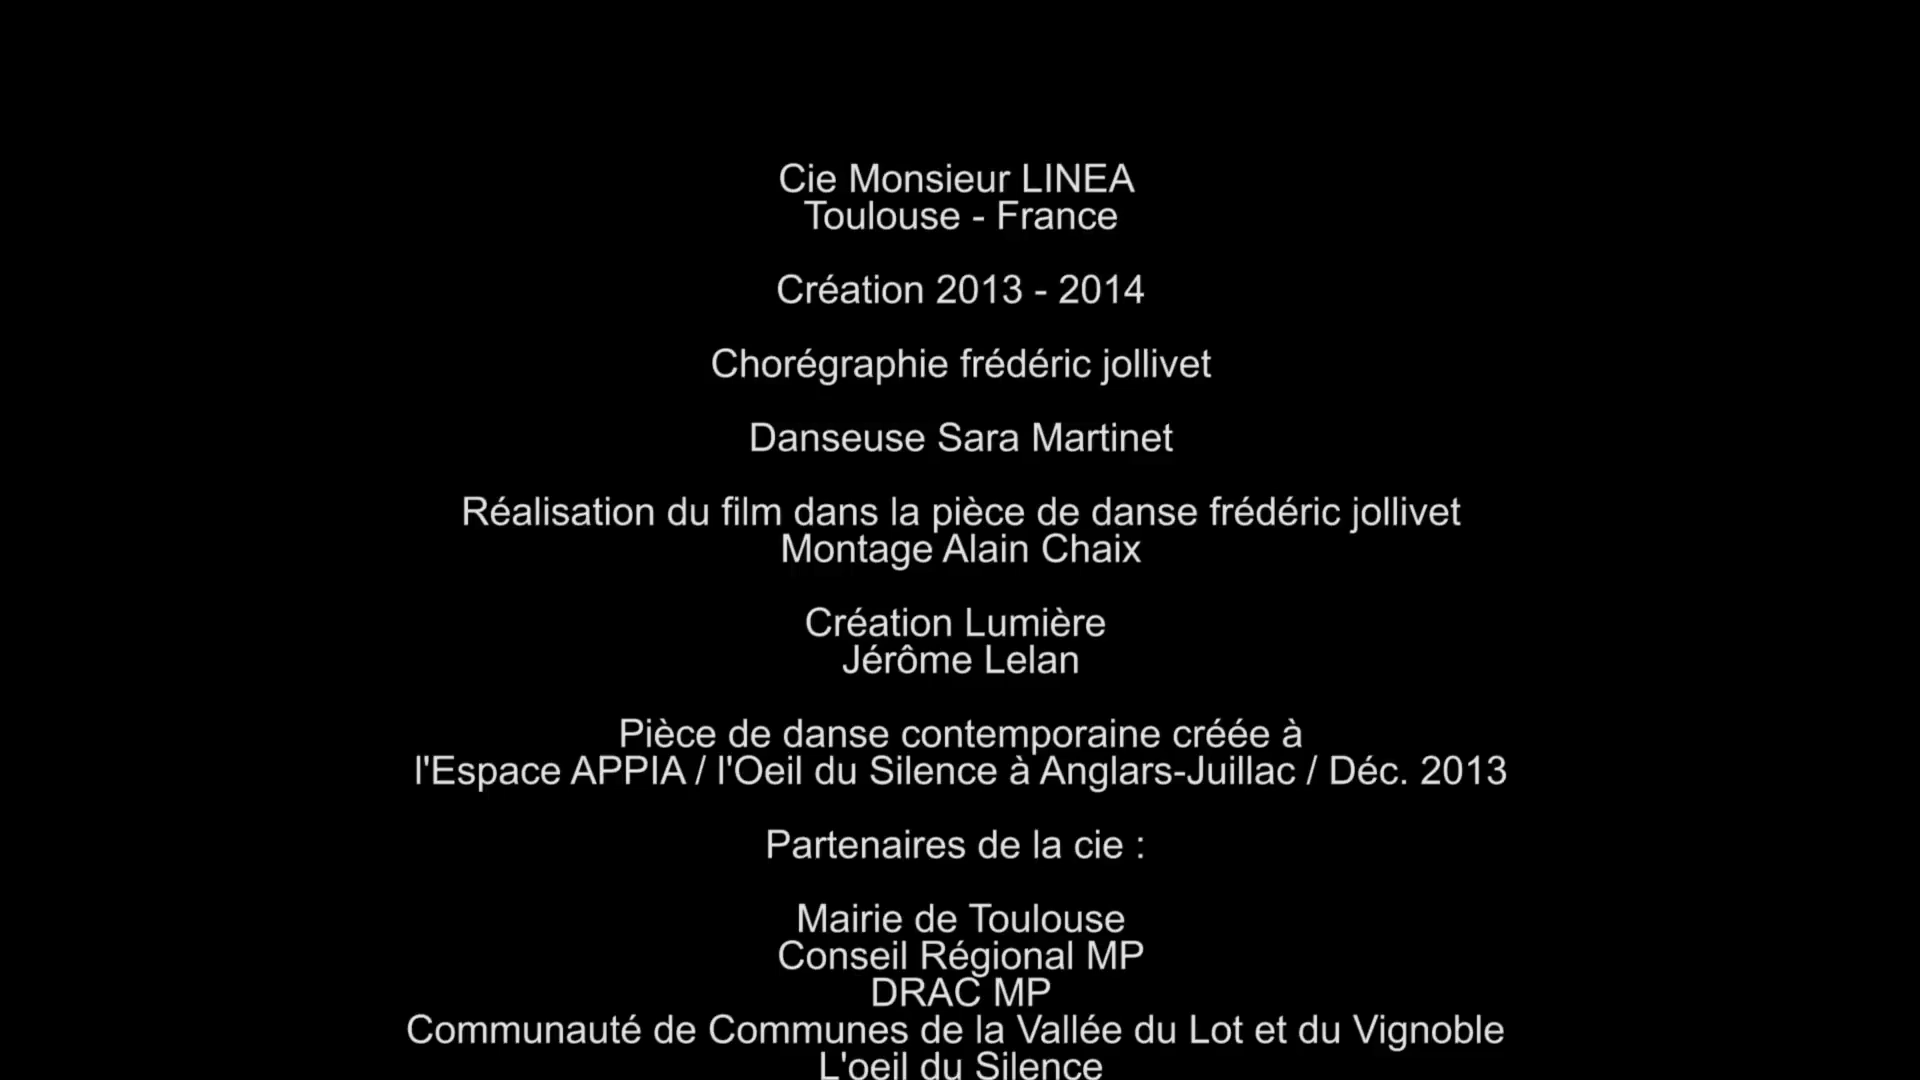 Cie Monsieur LINEA
Toulouse - France
Création 2013 - 2014
Chorégraphie frédéric jollivet
Danseuse Sara Martinet
Réalisation du film dans la pièce de danse frédéric jollivet
Montage Alain Chaix
Création Lumière
Jérôme Lelan
Pièce de danse contemporaine créée à
l'Espace APPIA / l'Oeil du Silence à Anglars-Juillac / Déc. 2013
Partenaires de la cie :
Mairie de Toulouse
Conseil Régional MP
DRAC MP
Communauté de Communes de la Vallée du Lot et du Vignoble
L'oeil du Silence